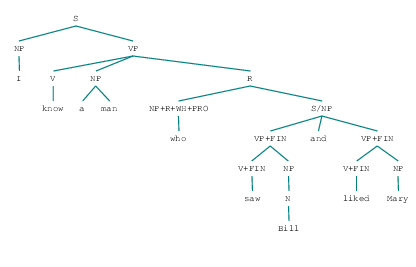 S
NP VP
I V NP R
know a man NP+R+WH+PRO S/NP
who VP+FIN and VP+FIN
V+FIN NP V+FIN NP
saw N liked Mary
Bill